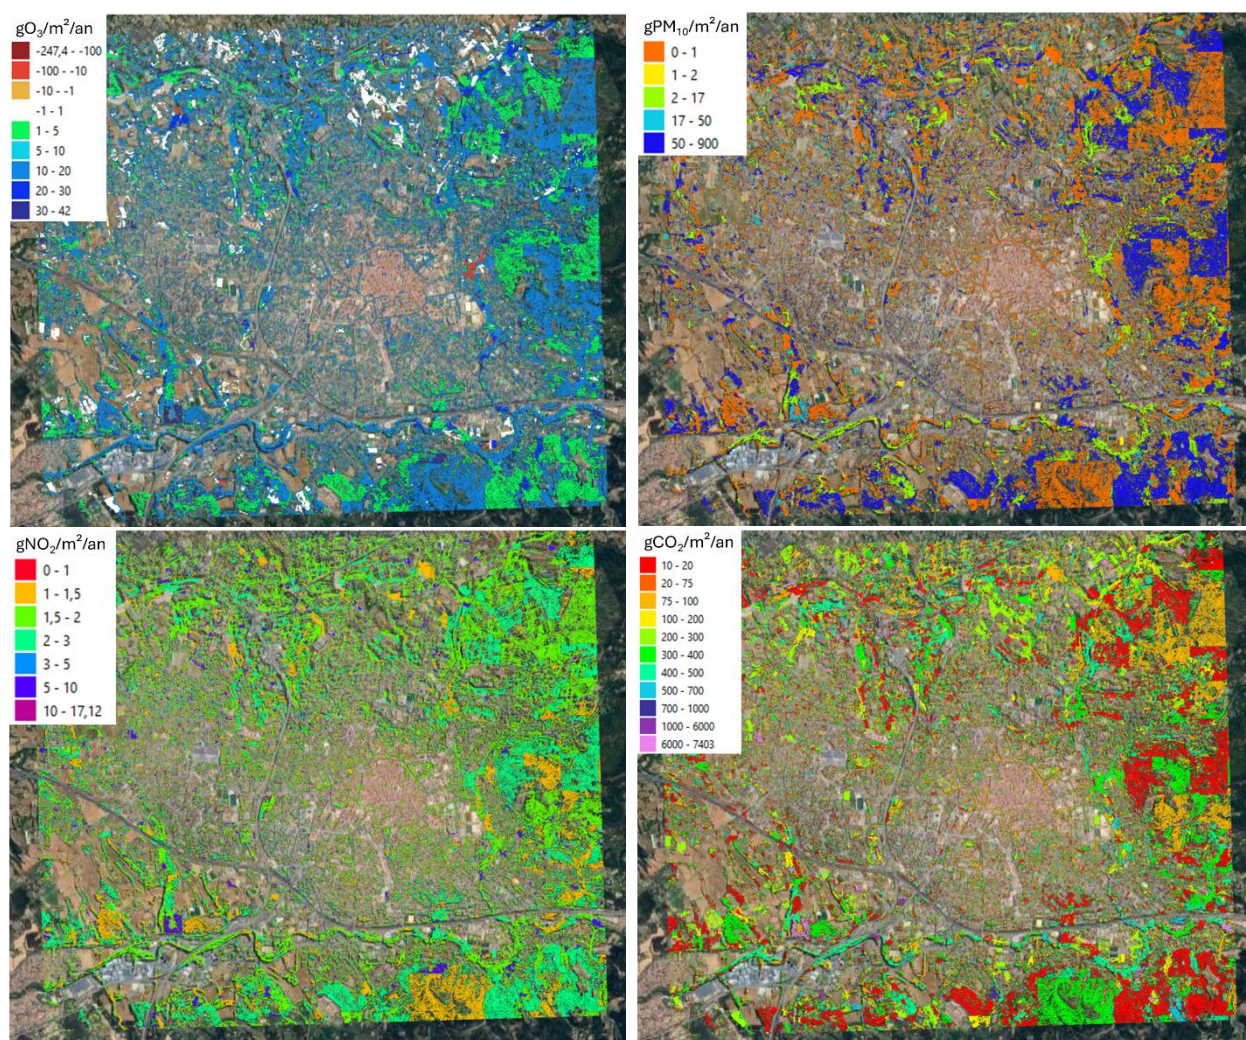 gO₃/m²/an
-247,4 - -100
-100 - -10
-10 - -1
-1 - 1
1 - 5
5 - 10
10 - 20
20 - 30
30 - 42
gPM₁₀/m²/an
0 - 1
1 - 2
2 - 17
17 - 50
50 - 900
gNO₂/m²/an
0 - 1
1 - 1,5
1,5 - 2
2 - 3
3 - 5
5 - 10
10 - 17,12
gCO₂/m²/an
10 - 20
20 - 75
75 - 100
100 - 200
200 - 300
300 - 400
400 - 500
500 - 700
700 - 1000
1000 - 6000
6000 - 7403